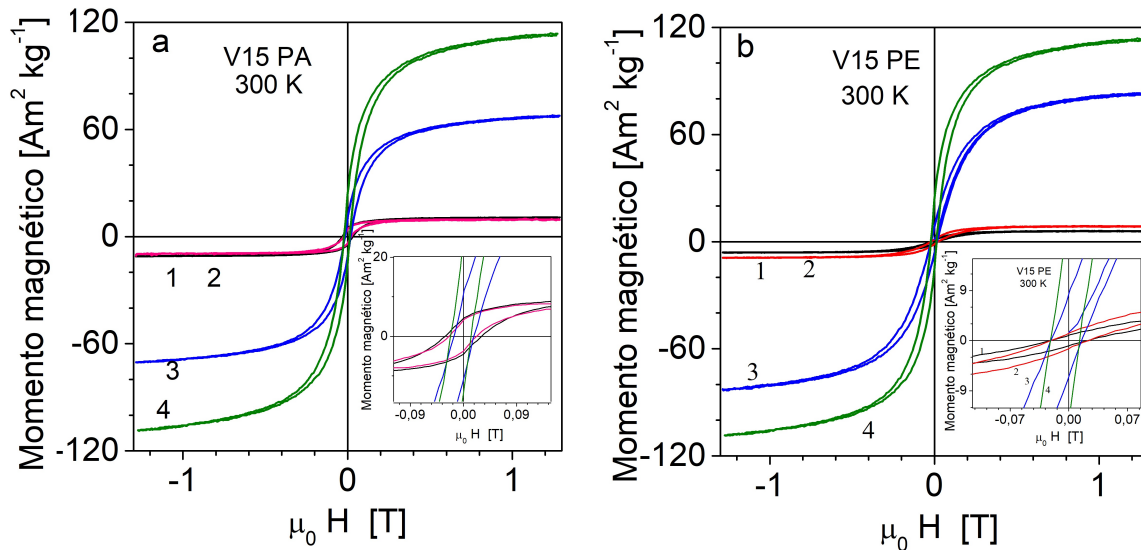 120
60
0
-60
-120
-1
0
1
Momento magnético [Am² kg⁻¹]
μ₀ H [T]
a
V15 PA
300 K
1
2
3
4
20
0
-0,09
0,00
0,09
Momento magnético [Am² kg⁻¹]
μ₀ H [T]
120
80
40
0
-40
-80
-120
-1
0
1
Momento magnético [Am² kg⁻¹]
μ₀ H [T]
b
V15 PE
300 K
1
2
3
4
V15 PE
300 K
9
0
-9
-0,07
0,00
0,07
1
2
3
4
Momento magnético [Am² kg⁻¹]
μ₀ H [T]